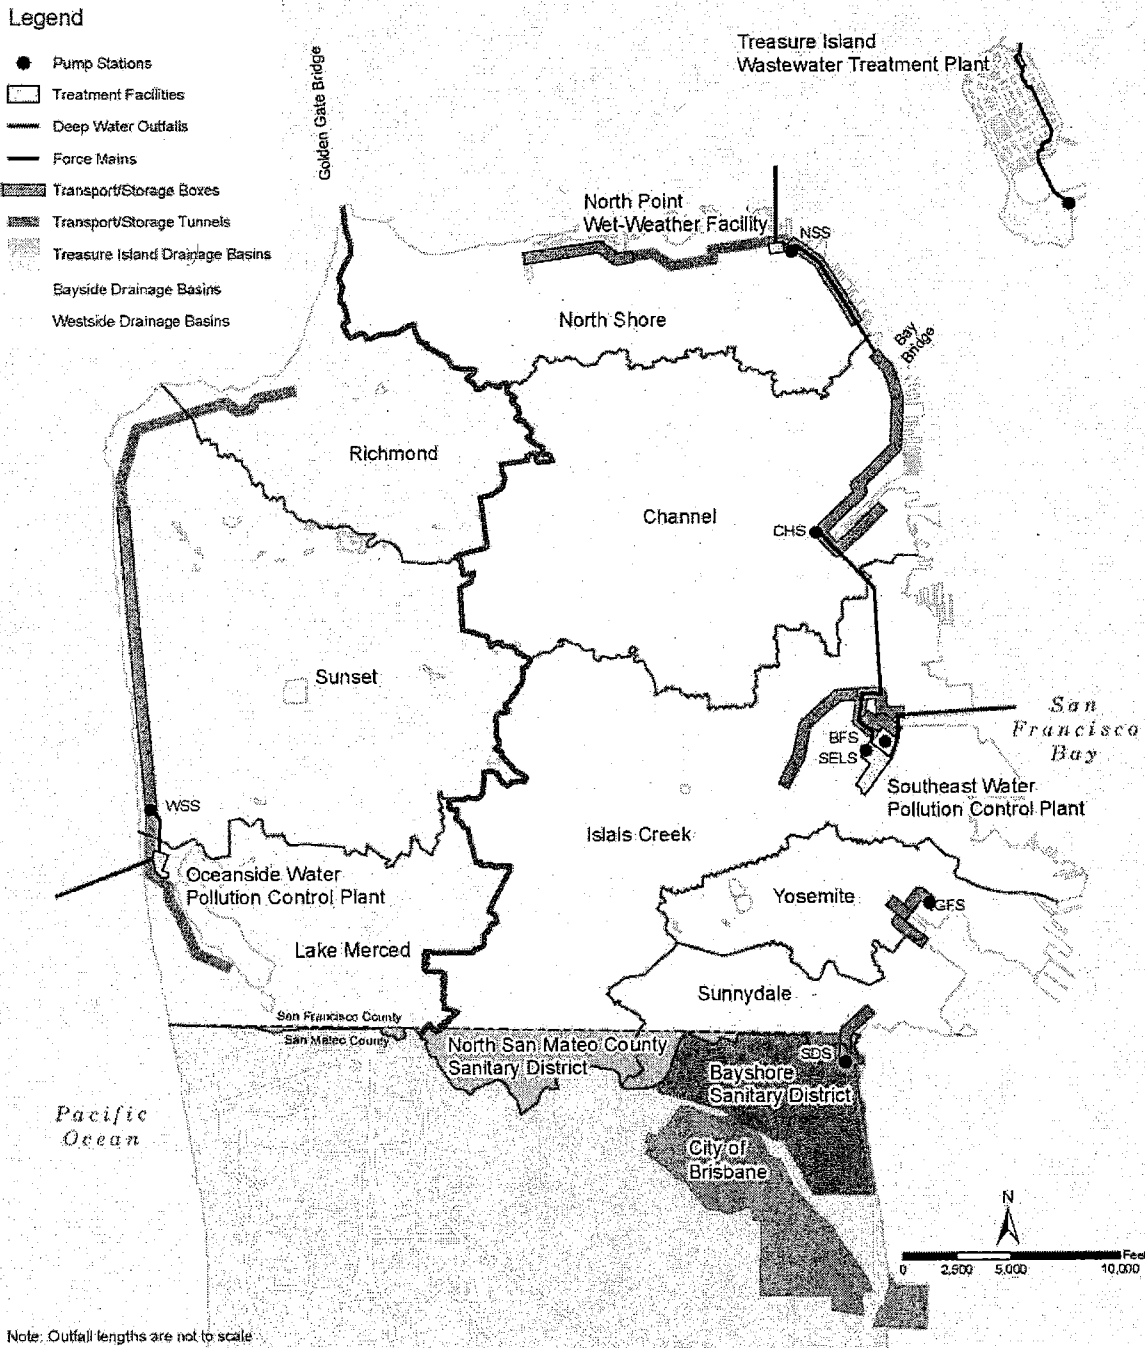 Legend
Pump Stations
Treatment Facilities
Deep Water Outfalls
Force Mains
Transport/Storage Boxes
Transport/Storage Tunnels
Treasure Island Drainage Basins
Bayside Drainage Basins
Westside Drainage Basins
Golden Gate Bridge
Treasure Island
Wastewater Treatment Plant
North Point
Wet-Weather Facility
NSS
North Shore
Bay
Bridge
Richmond
Channel
CHS
Sunset
San
Francisco
Bay
BFS
SELS
Southeast Water
Pollution Control Plant
WSS
Islais Creek
Oceanside Water
Pollution Control Plant
Yosemite
GFS
Lake Merced
Sunnydale
San Francisco County
San Mateo County
North San Mateo County
Sanitary District
SDS
Bayshore
Sanitary District
Pacific
Ocean
City of
Brisbane
N
Feet
0 2,500 5,000 10,000
Note: Outfall lengths are not to scale